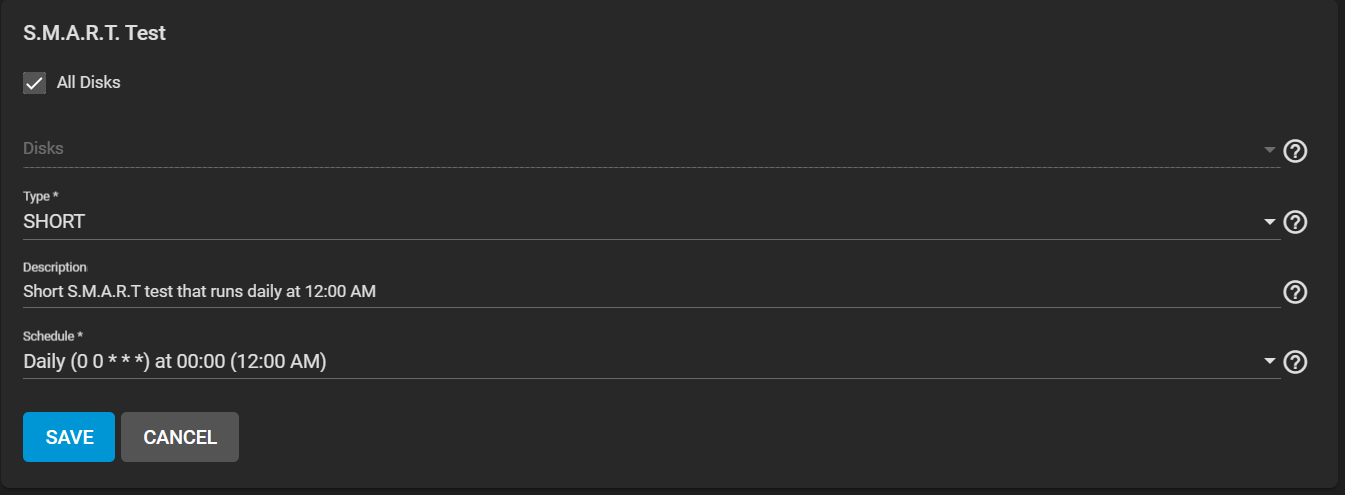 S.M.A.R.T. Test
All Disks
Disks
Type *
SHORT
Description
Short S.M.A.R.T test that runs daily at 12:00 AM
Schedule *
Daily (0 0 * * *) at 00:00 (12:00 AM)
SAVE CANCEL